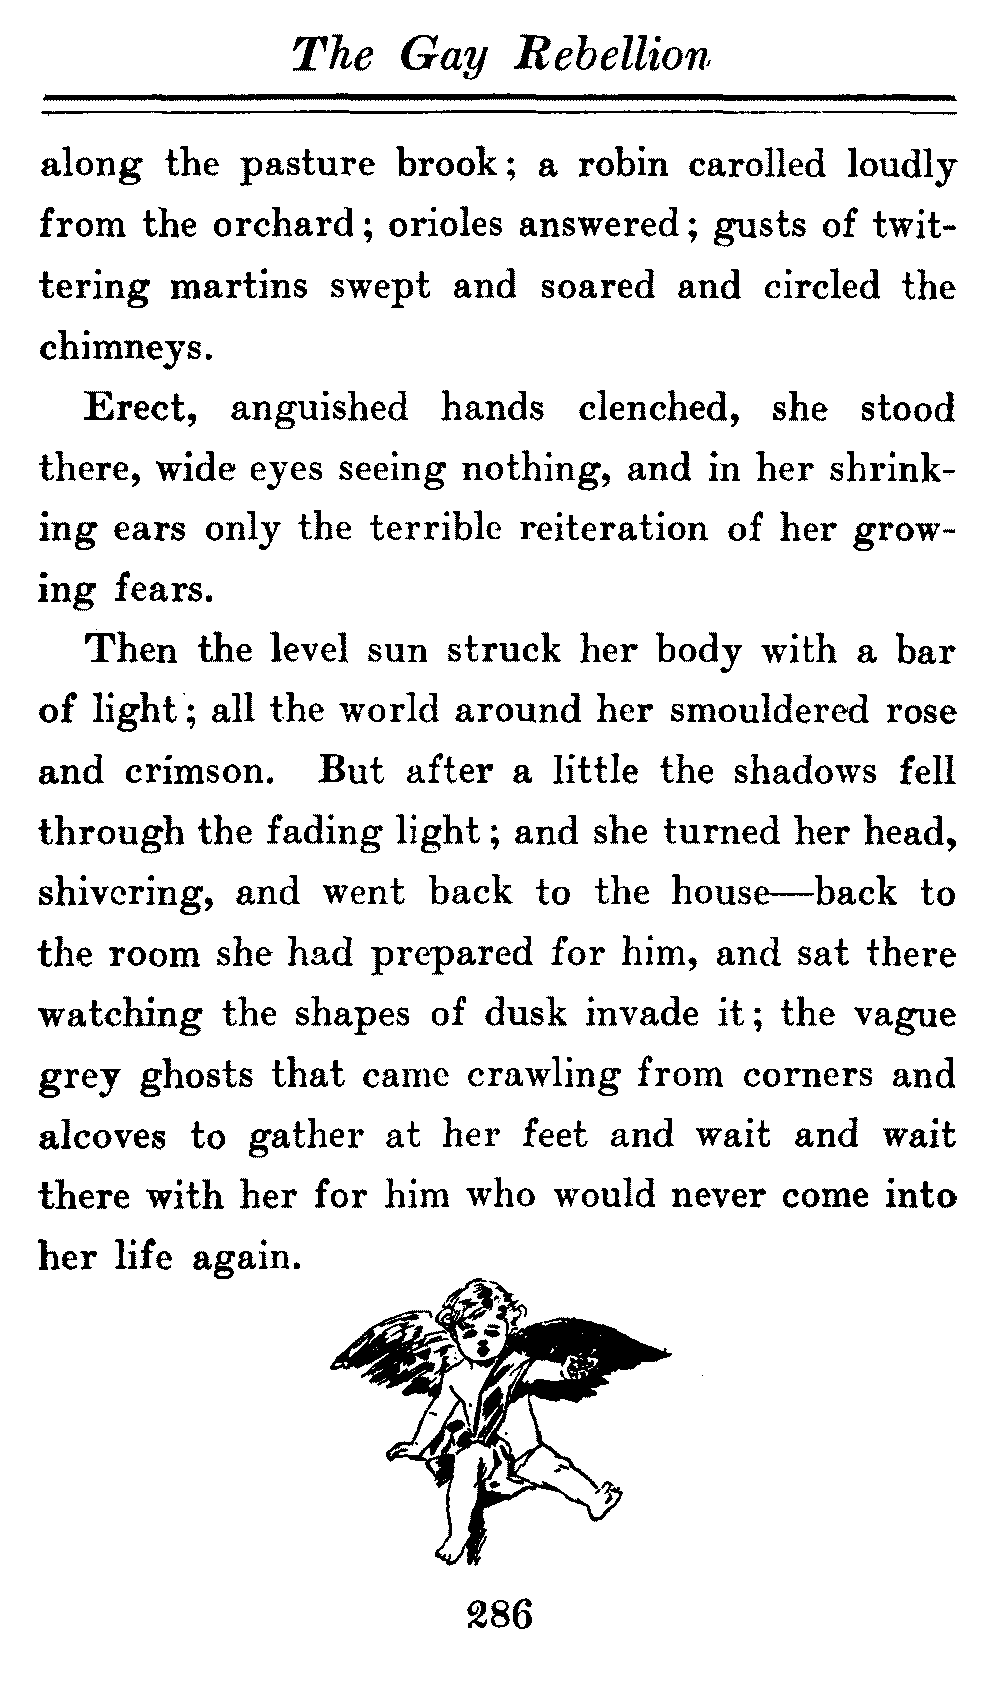 The Gay Rebellion
along the pasture brook; a robin carolled loudly
from the orchard; orioles answered; gusts of twit-
tering martins swept and soared and circled the
chimneys.
Erect, anguished hands clenched, she stood
there, wide eyes seeing nothing, and in her shrink-
ing ears only the terrible reiteration of her grow-
ing fears.
Then the level sun struck her body with a bar
of light; all the world around her smouldered rose
and crimson. But after a little the shadows fell
through the fading light; and she turned her head,
shivering, and went back to the house—back to
the room she had prepared for him, and sat there
watching the shapes of dusk invade it; the vague
grey ghosts that came crawling from corners and
alcoves to gather at her feet and wait and wait
there with her for him who would never come into
her life again.
286